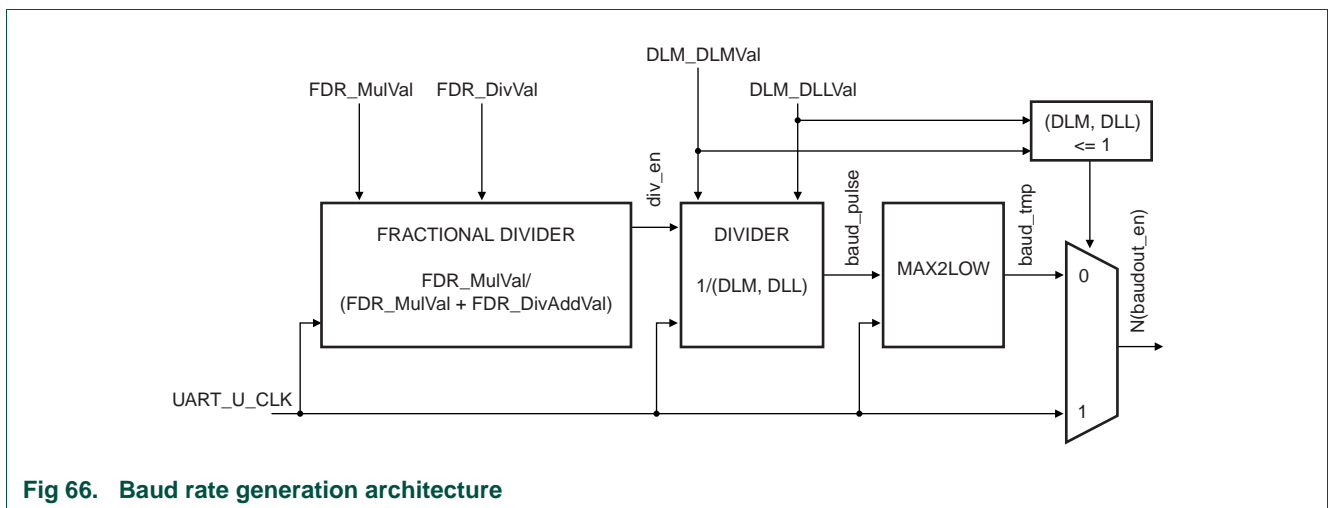 DLM_DLMVal
FDR_MulVal
FDR_DivVal
DLM_DLLVal
(DLM, DLL)
<= 1
div_en
baud_pulse
baud_tmp
N(baudout_en)
FRACTIONAL DIVIDER
FDR_MulVal/
(FDR_MulVal + FDR_DivAddVal)
DIVIDER
1/(DLM, DLL)
MAX2LOW
0
UART_U_CLK
1
Fig 66. Baud rate generation architecture